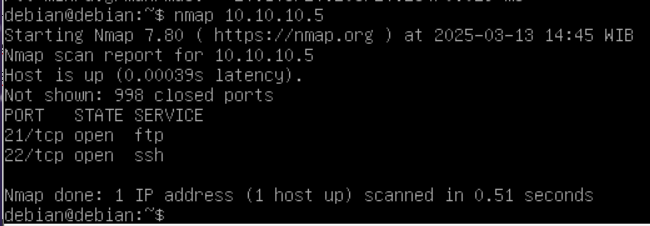 debian@debian:~$ nmap 10.10.10.5
Starting Nmap 7.80 ( https://nmap.org ) at 2025-03-13 14:45 WIB
Nmap scan report for 10.10.10.5
Host is up (0.00039s latency).
Not shown: 998 closed ports
PORT   STATE SERVICE
21/tcp open  ftp
22/tcp open  ssh

Nmap done: 1 IP address (1 host up) scanned in 0.51 seconds
debian@debian:~$